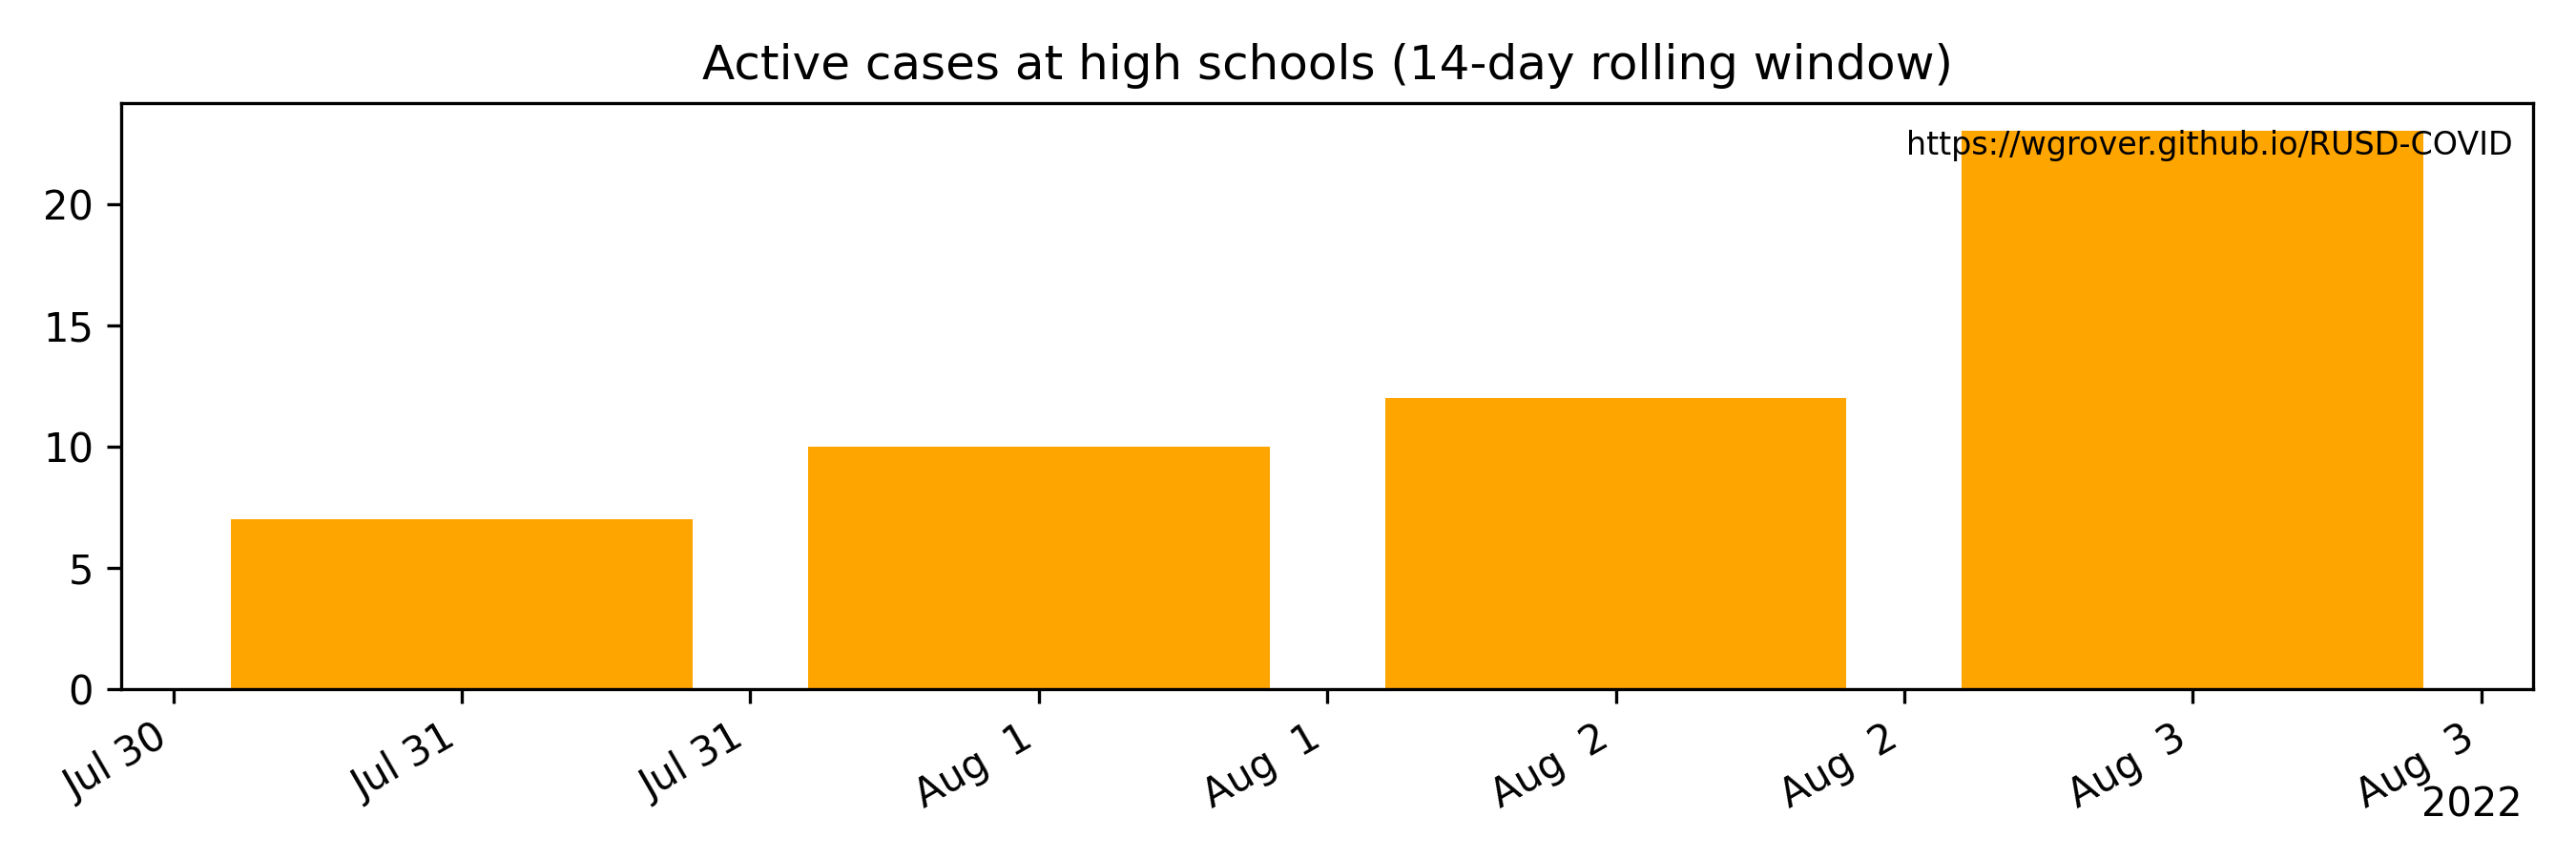 Active cases at high schools (14-day rolling window)
https://wgrover.github.io/RUSD-COVID
20
15
10
5
0
Jul 30
Jul 31
Jul 31
Aug 1
Aug 1
Aug 2
Aug 2
Aug 3
Aug 3
2022